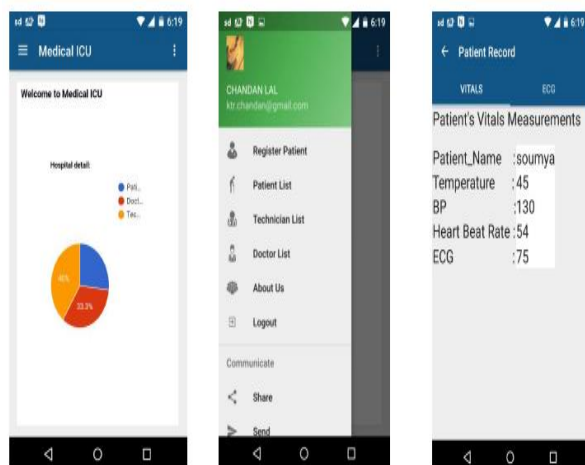 6:19
Medical ICU
Welcome to Medical ICU
Hospital detail:
Pati..
Doct..
Tec..
33.3%
6:19
CHANDAN LAL
ktr.chandan@gmail.com
Register Patient
Patient List
Technician List
Doctor List
About Us
Logout
Communicate
Share
Send
6:19
Patient Record
VITALS ECG
Patient's Vitals Measurements
Patient_Name :soumya
Temperature :45
BP :130
Heart Beat Rate :54
ECG :75